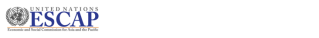 UNITED NATIONS
ESCAP
Economic and Social Commission for Asia and the Pacific